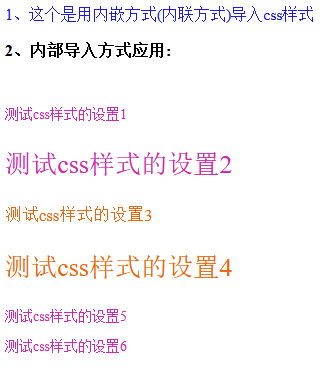 1、这个是用内嵌方式(内联方式)导入css样式
2、内部导入方式应用：
测试css样式的设置1
测试css样式的设置2
测试css样式的设置3
测试css样式的设置4
测试css样式的设置5
测试css样式的设置6